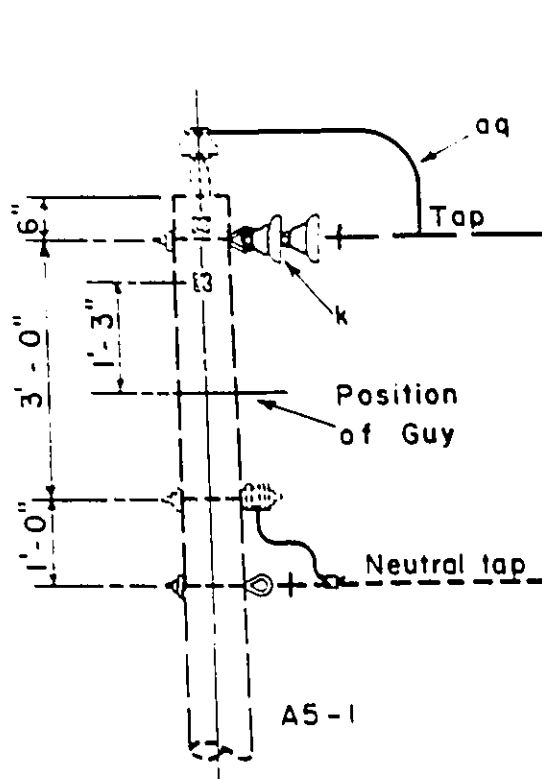 aq
6"
Tap
k
1'-3"
3'-0"
Position
of Guy
1'-0"
Neutral tap
A5-1